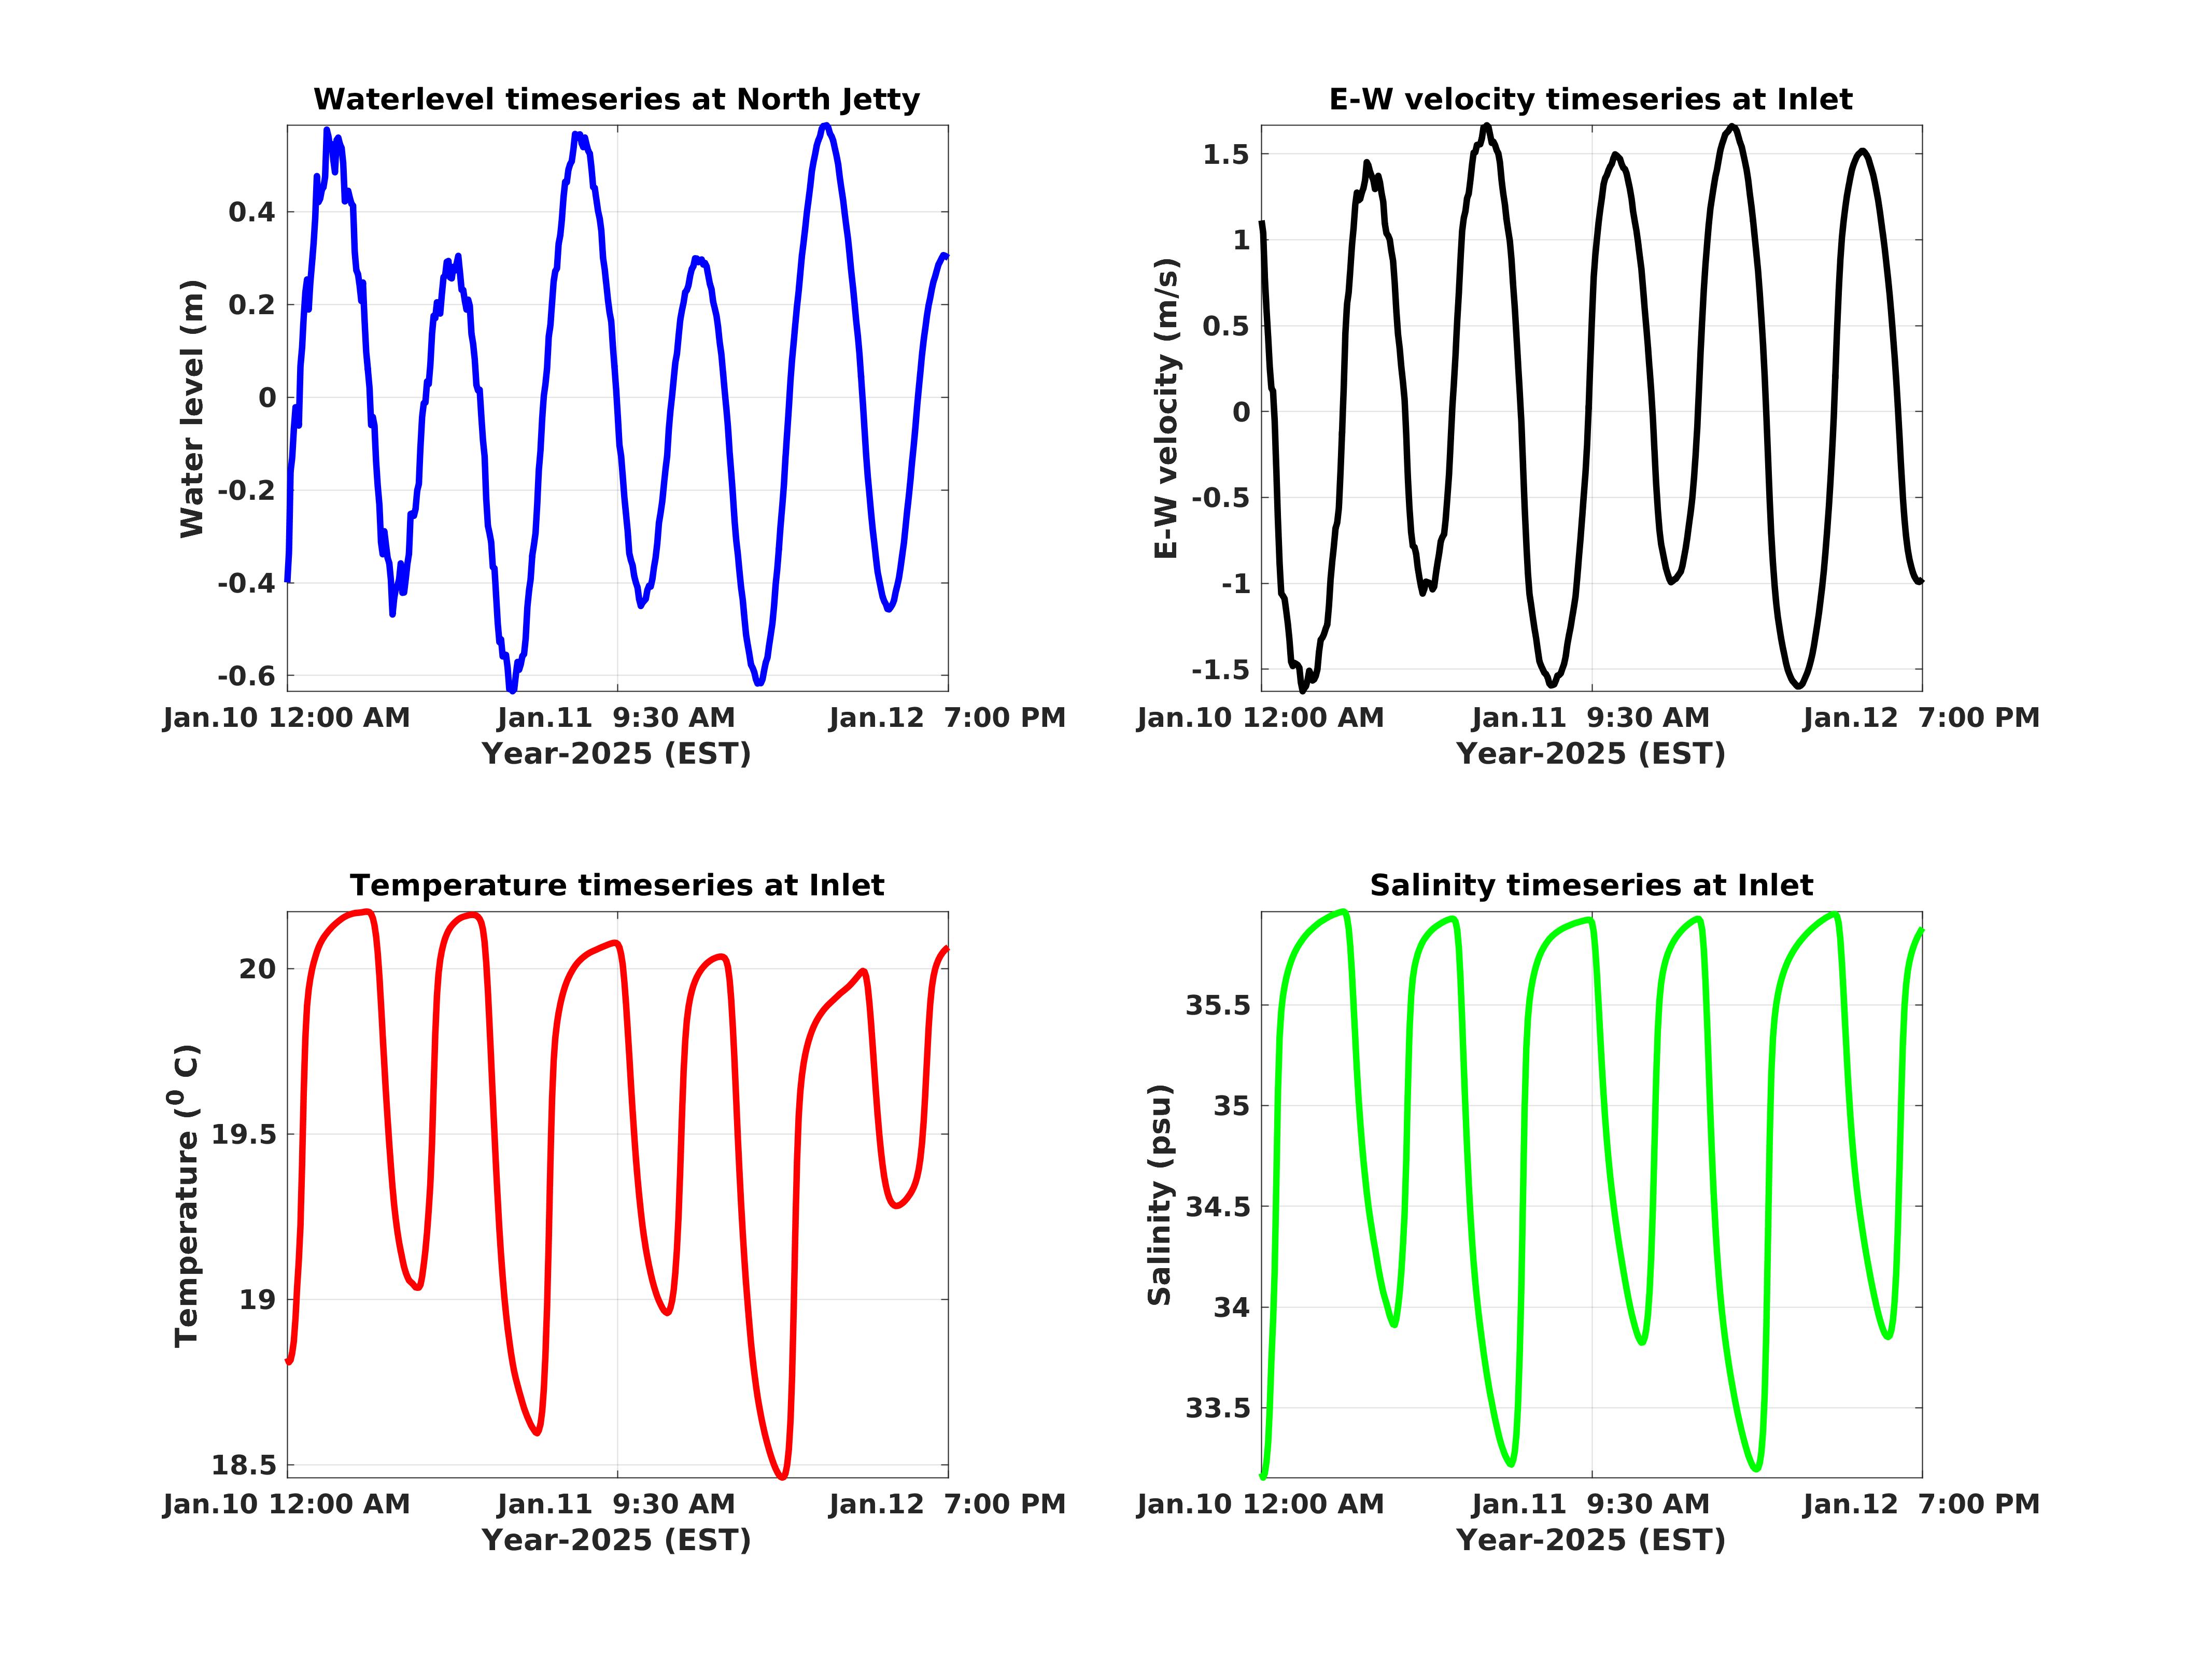 Waterlevel timeseries at North Jetty
Water level (m)
0.4
0.2
0
-0.2
-0.4
-0.6
Jan.10 12:00 AM Jan.11 9:30 AM Jan.12 7:00 PM
Year-2025 (EST)
E-W velocity timeseries at Inlet
E-W velocity (m/s)
1.5
1
0.5
0
-0.5
-1
-1.5
Jan.10 12:00 AM Jan.11 9:30 AM Jan.12 7:00 PM
Year-2025 (EST)
Temperature timeseries at Inlet
Temperature (⁰ C)
20
19.5
19
18.5
Jan.10 12:00 AM Jan.11 9:30 AM Jan.12 7:00 PM
Year-2025 (EST)
Salinity timeseries at Inlet
Salinity (psu)
35.5
35
34.5
34
33.5
Jan.10 12:00 AM Jan.11 9:30 AM Jan.12 7:00 PM
Year-2025 (EST)